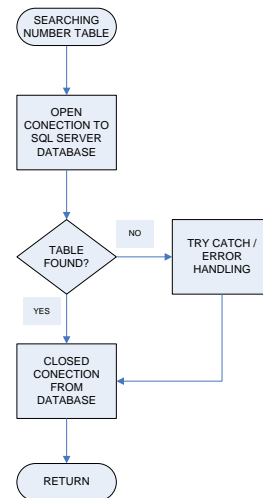 SEARCHING
NUMBER TABLE
OPEN
CONECTION TO
SQL SERVER
DATABASE
TABLE
FOUND?
NO
TRY CATCH /
ERROR
HANDLING
YES
CLOSED
CONECTION
FROM
DATABASE
RETURN